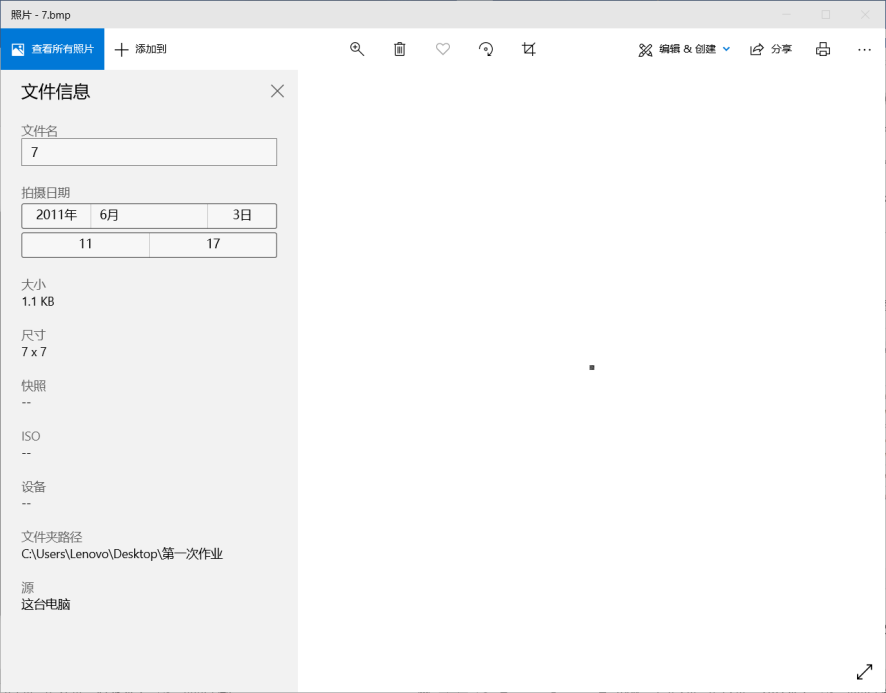 照片 - 7.bmp
查看所有照片 添加到 编辑 & 创建 分享
文件信息
文件名
7
拍摄日期
2011年 6月 3日
11 17
大小
1.1 KB
尺寸
7 x 7
快照
--
ISO
--
设备
--
文件夹路径
C:\Users\Lenovo\Desktop\第一次作业
源
这台电脑